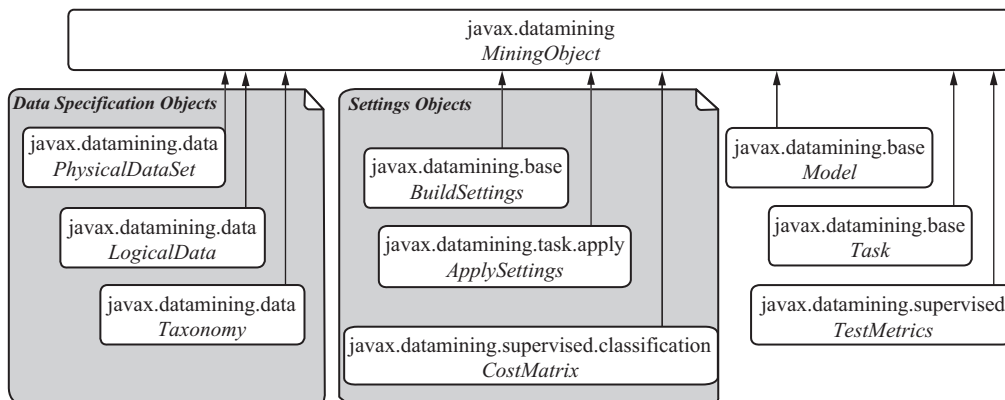 javax.datamining
MiningObject
Data Specification Objects
javax.datamining.data
PhysicalDataSet
javax.datamining.data
LogicalData
javax.datamining.data
Taxonomy
Settings Objects
javax.datamining.base
BuildSettings
javax.datamining.task.apply
ApplySettings
javax.datamining.supervised.classification
CostMatrix
javax.datamining.base
Model
javax.datamining.base
Task
javax.datamining.supervised
TestMetrics